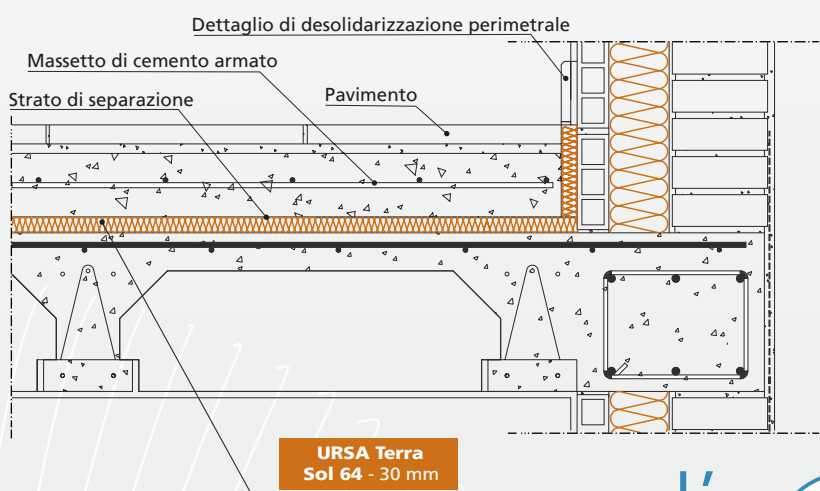 Dettaglio di desolidarizzazione perimetrale
Massetto di cemento armato
Strato di separazione
Pavimento
URSA Terra
Sol 64 - 30 mm